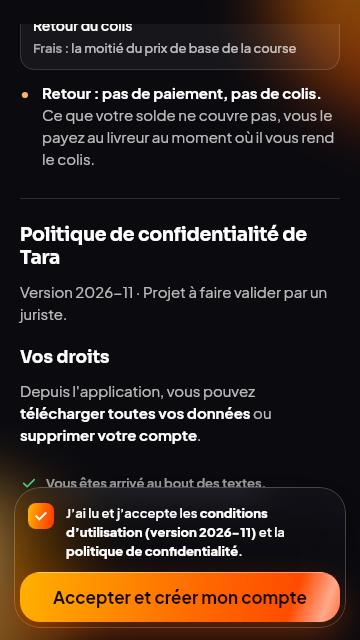 Retour du colis
Frais : la moitié du prix de base de la course
Retour : pas de paiement, pas de colis.
Ce que votre solde ne couvre pas, vous le
payez au livreur au moment où il vous rend
le colis.
Politique de confidentialité de
Tara
Version 2026-11 · Projet à faire valider par un
juriste.
Vos droits
Depuis l'application, vous pouvez
télécharger toutes vos données ou
supprimer votre compte.
Vous êtes arrivé au bout des textes.
J'ai lu et j'accepte les conditions
d'utilisation (version 2026-11) et la
politique de confidentialité.
Accepter et créer mon compte